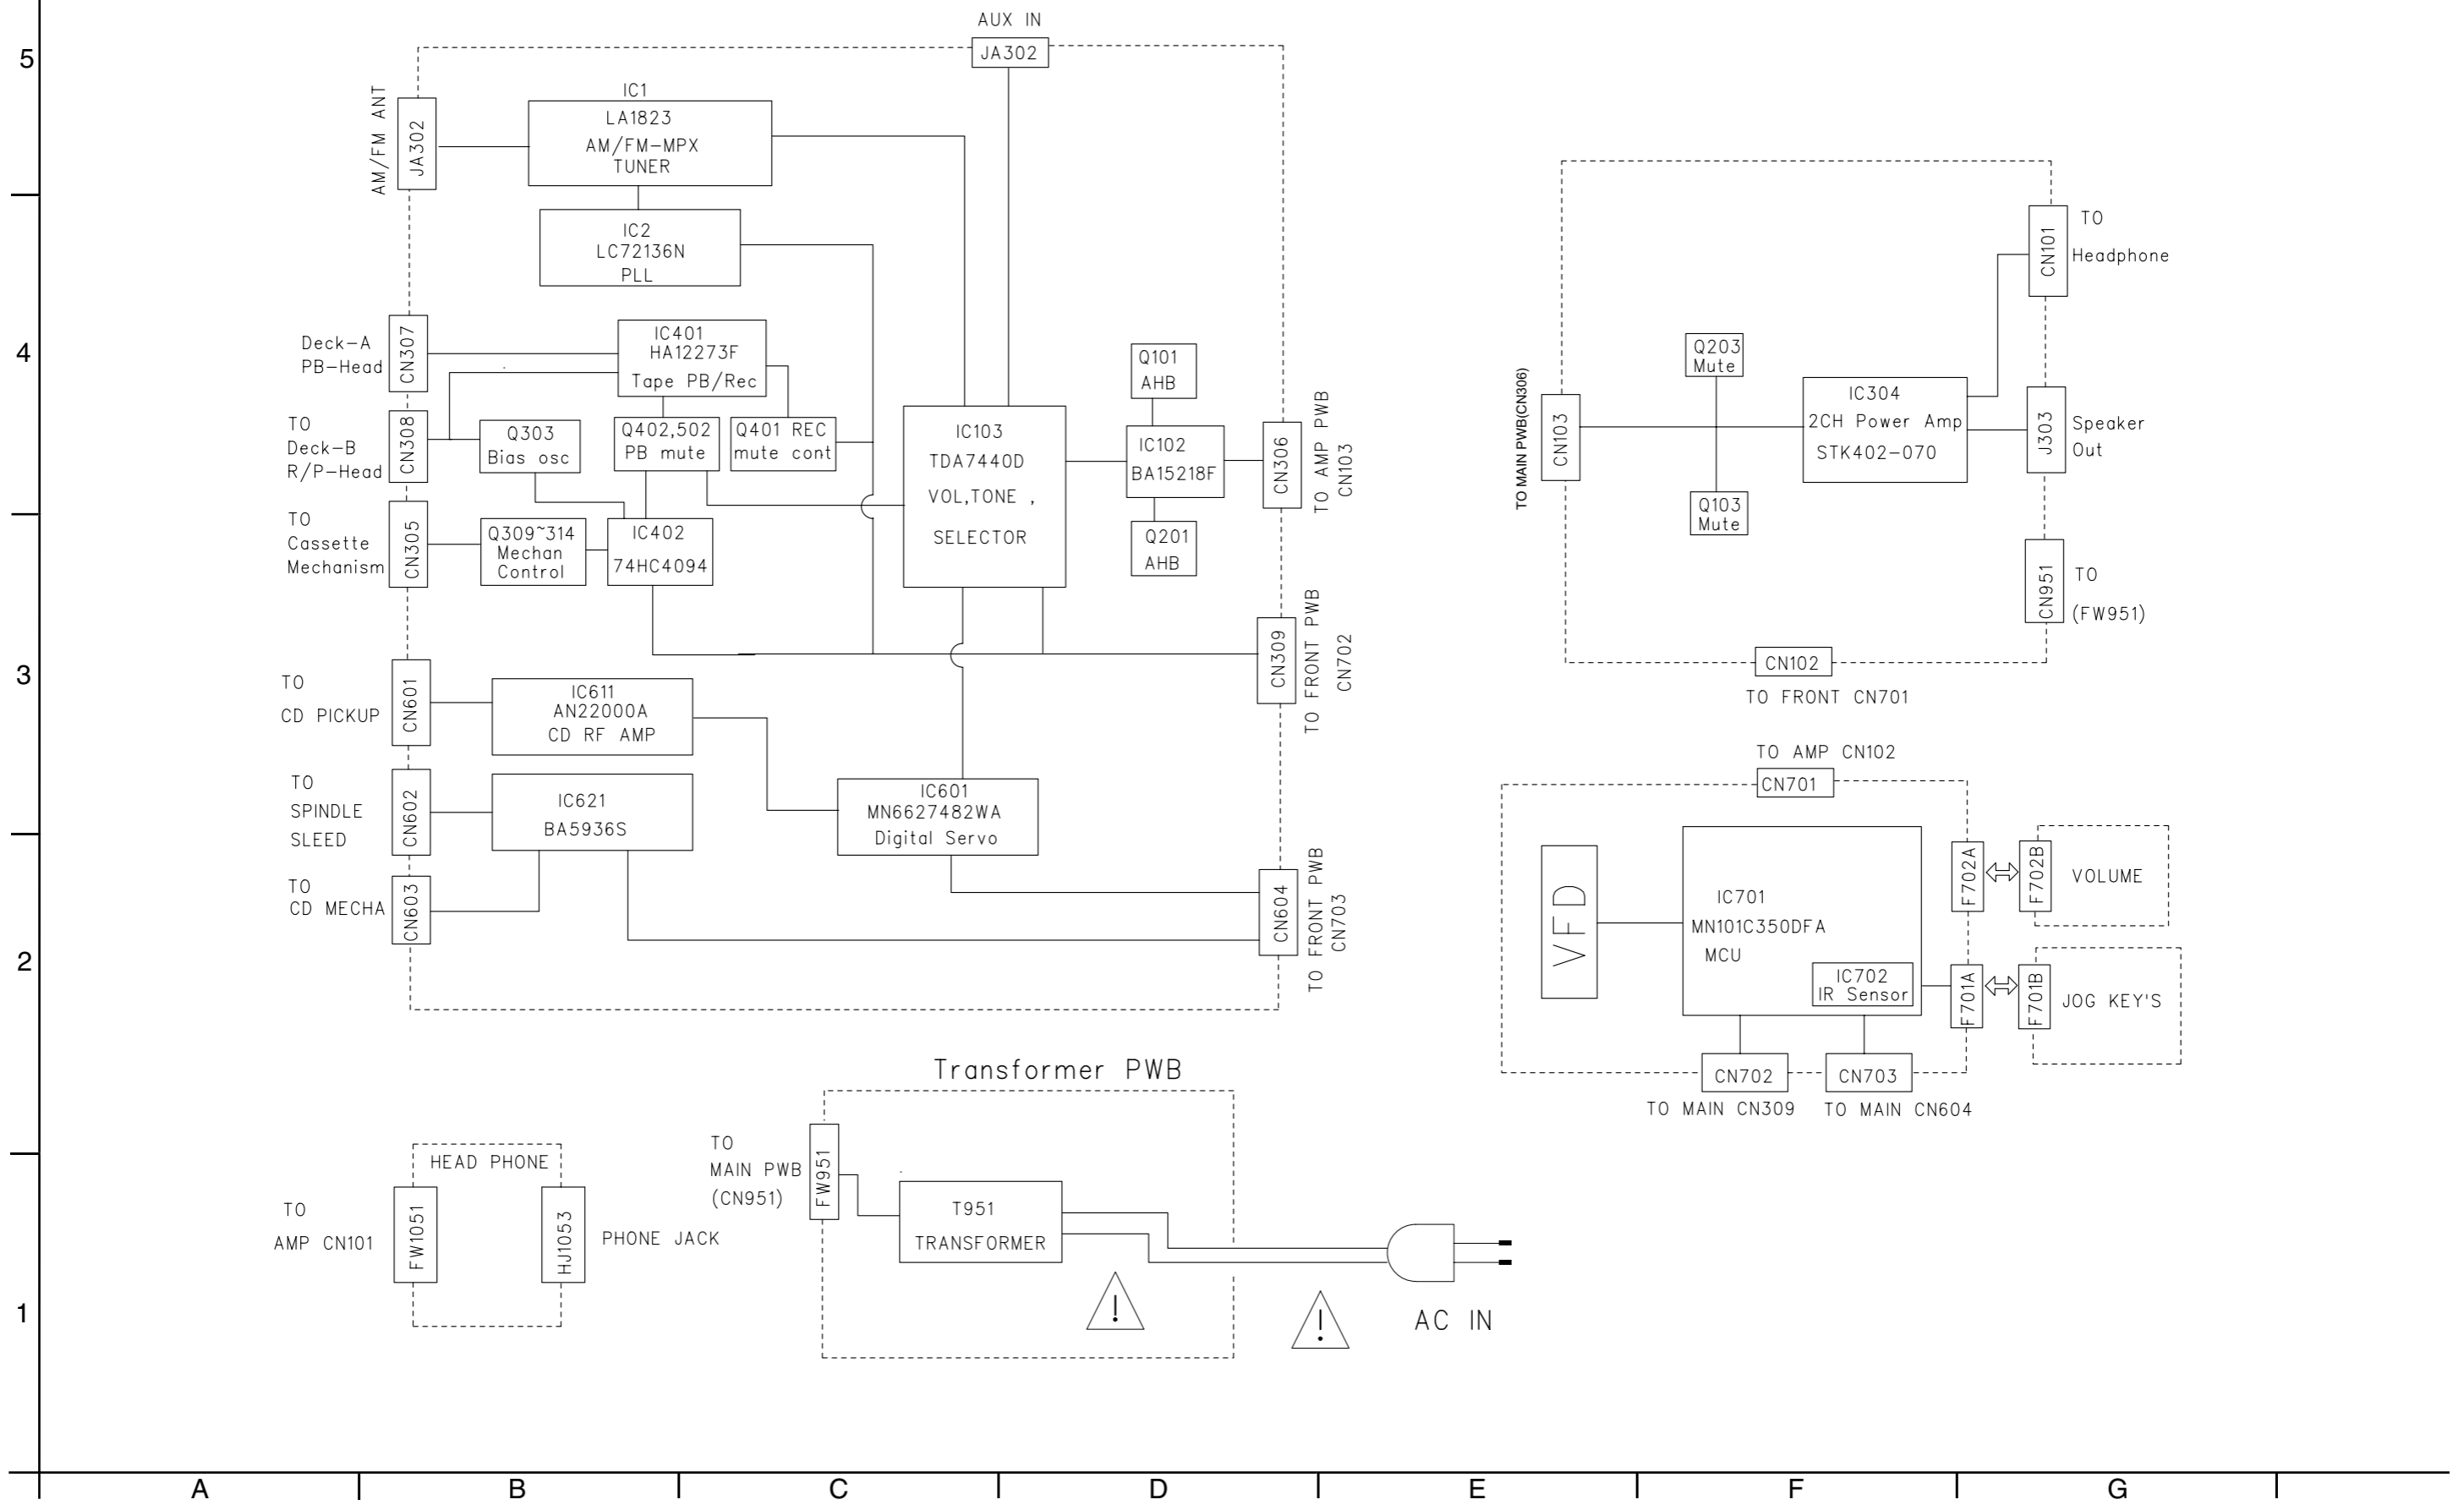 AUX IN
JA302
5
AM/FM ANT
JA302
IC1
LA1823
AM/FM-MPX
TUNER
IC2
LC72136N
PLL
4
Deck-A
PB-Head
CN307
IC401
HA12273F
Tape PB/Rec
TO
Deck-B
R/P-Head
CN308
Q303
Bias osc
Q402,502
PB mute
Q401 REC
mute cont
IC103
TDA7440D
VOL,TONE ,
SELECTOR
Q101
AHB
IC102
BA15218F
Q201
AHB
CN306
TO AMP PWB
CN103
TO
Cassette
Mechanism
CN305
Q309~314
Mechan
Control
IC402
74HC4094
CN309
TO FRONT PWB
CN702
3
TO
CD PICKUP
CN601
IC611
AN22000A
CD RF AMP
TO
SPINDLE
SLEED
CN602
IC621
BA5936S
IC601
MN6627482WA
Digital Servo
TO
CD MECHA
CN603
CN604
TO FRONT PWB
CN703
2
TO MAIN PWB(CN306)
CN103
Q203
Mute
Q103
Mute
IC304
2CH Power Amp
STK402-070
CN101
TO
Headphone
J303
Speaker
Out
CN951
TO
(FW951)
CN102
TO FRONT CN701
TO AMP CN102
CN701
VFD
IC701
MN101C350DFA
MCU
IC702
IR Sensor
F702A
F702B
VOLUME
F701A
F701B
JOG KEY'S
CN702
CN703
TO MAIN CN309
TO MAIN CN604
Transformer PWB
TO
MAIN PWB
(CN951)
FW951
T951
TRANSFORMER
!
!
AC IN
HEAD PHONE
TO
AMP CN101
FW1051
HJ1053
PHONE JACK
1
A
B
C
D
E
F
G